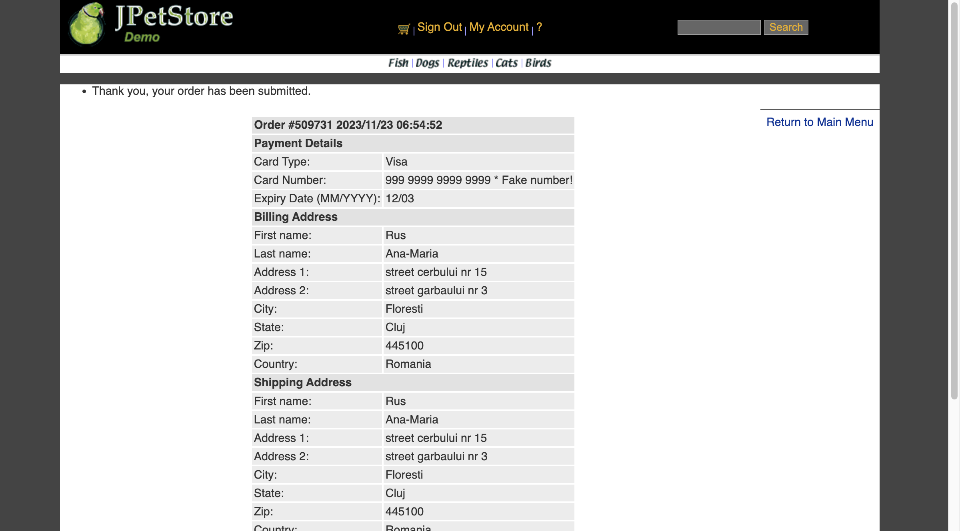 JPetStore
Demo
Sign Out | My Account | ?
Search
Fish | Dogs | Reptiles | Cats | Birds
• Thank you, your order has been submitted.
Return to Main Menu
Order #509731 2023/11/23 06:54:52
Payment Details
Card Type: Visa
Card Number: 999 9999 9999 9999 * Fake number!
Expiry Date (MM/YYYY): 12/03
Billing Address
First name: Rus
Last name: Ana-Maria
Address 1: street cerbului nr 15
Address 2: street garbaului nr 3
City: Floresti
State: Cluj
Zip: 445100
Country: Romania
Shipping Address
First name: Rus
Last name: Ana-Maria
Address 1: street cerbului nr 15
Address 2: street garbaului nr 3
City: Floresti
State: Cluj
Zip: 445100
Country: Romania